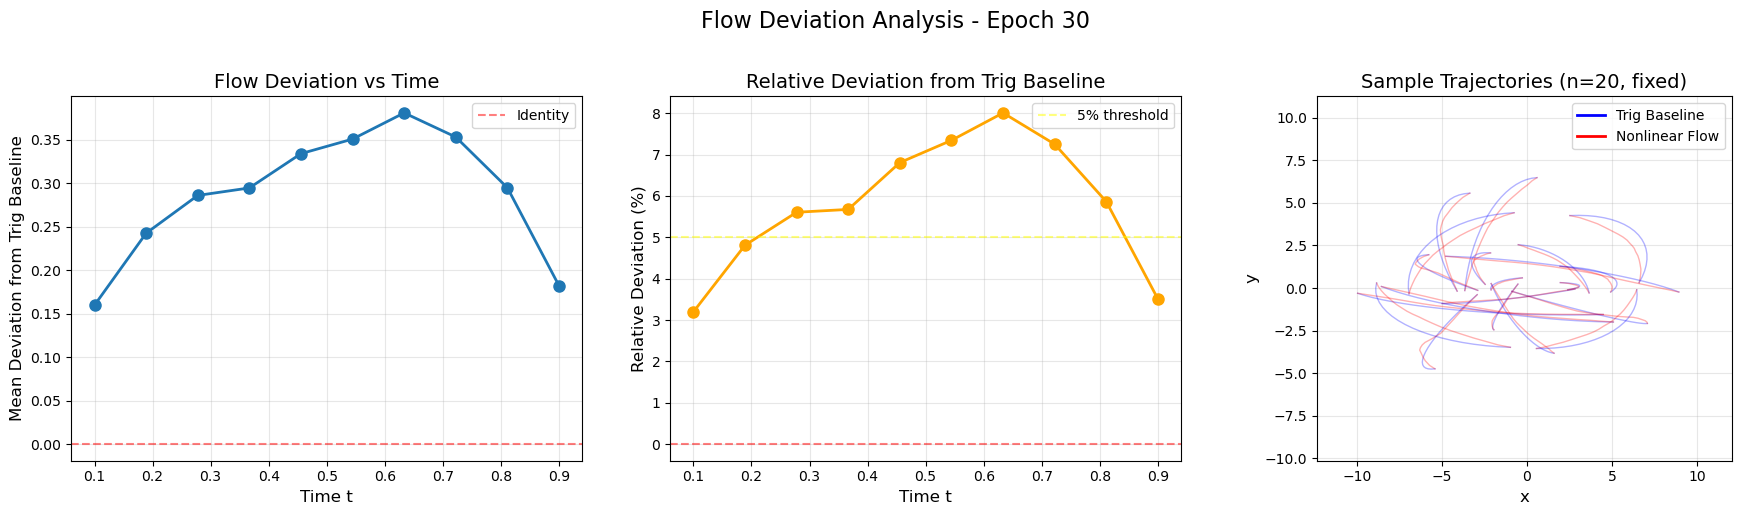 Flow Deviation Analysis - Epoch 30
Flow Deviation vs Time
Mean Deviation from Trig Baseline
0.35
0.30
0.25
0.20
0.15
0.10
0.05
0.00
Identity
0.1 0.2 0.3 0.4 0.5 0.6 0.7 0.8 0.9
Time t
Relative Deviation from Trig Baseline
Relative Deviation (%)
8
7
6
5
4
3
2
1
0
5% threshold
0.1 0.2 0.3 0.4 0.5 0.6 0.7 0.8 0.9
Time t
Sample Trajectories (n=20, fixed)
y
10.0
7.5
5.0
2.5
0.0
−2.5
−5.0
−7.5
−10.0
Trig Baseline
Nonlinear Flow
−10 −5 0 5 10
x